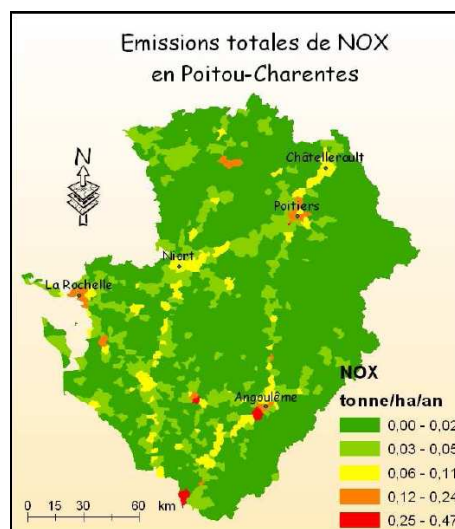 Emissions totales de NOX
en Poitou-Charentes
N
Châtellerault
Poitiers
Niort
La Rochelle
Angoulême
NOX
tonne/ha/an
0,00 - 0,02
0,03 - 0,05
0,06 - 0,11
0,12 - 0,24
0,25 - 0,47
0 15 30 60 km